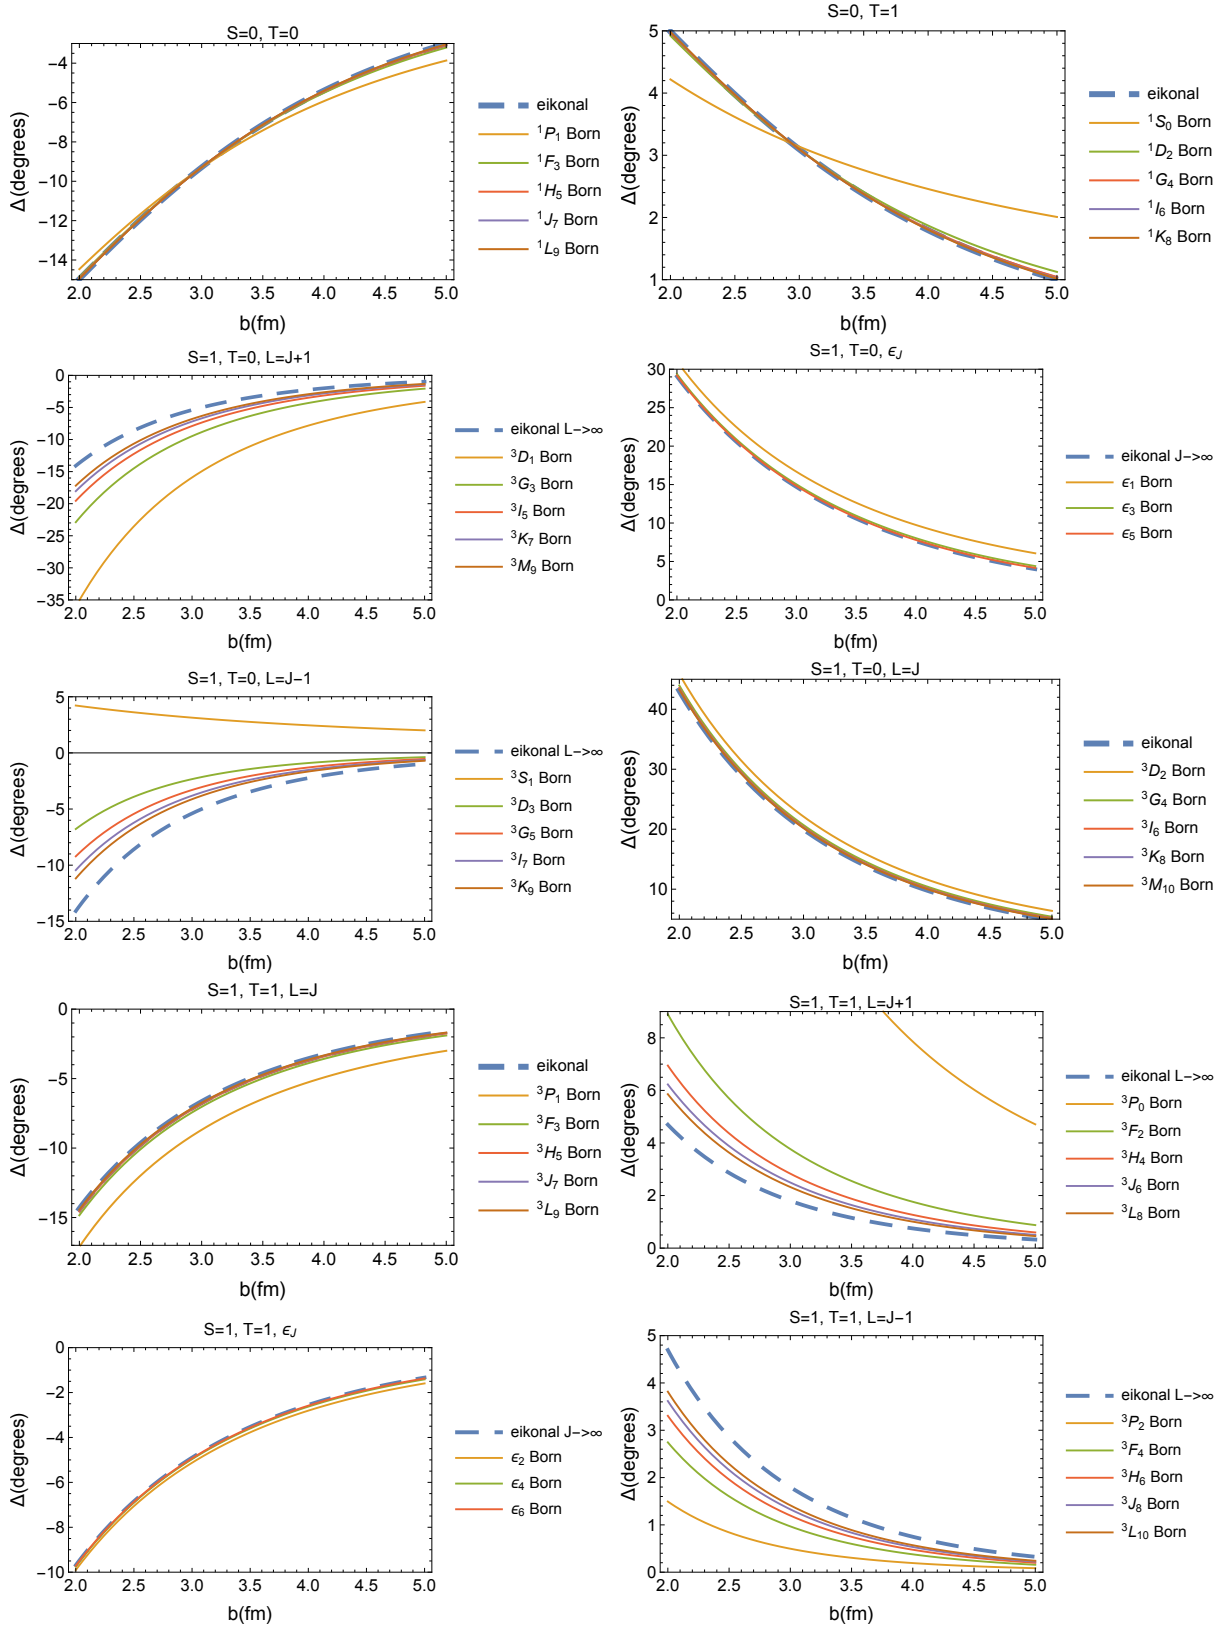 S=0, T=0
Δ(degrees)
−4
−6
−8
−10
−12
−14
2.0 2.5 3.0 3.5 4.0 4.5 5.0
b(fm)
eikonal
¹P₁ Born
¹F₃ Born
¹H₅ Born
¹J₇ Born
¹L₉ Born
S=0, T=1
Δ(degrees)
5
4
3
2
1
2.0 2.5 3.0 3.5 4.0 4.5 5.0
b(fm)
eikonal
¹S₀ Born
¹D₂ Born
¹G₄ Born
¹I₆ Born
¹K₈ Born
S=1, T=0, L=J+1
Δ(degrees)
0
−5
−10
−15
−20
−25
−30
−35
2.0 2.5 3.0 3.5 4.0 4.5 5.0
b(fm)
eikonal L−>∞
³D₁ Born
³G₃ Born
³I₅ Born
³K₇ Born
³M₉ Born
S=1, T=0, ϵJ
Δ(degrees)
30
25
20
15
10
5
0
2.0 2.5 3.0 3.5 4.0 4.5 5.0
b(fm)
eikonal J−>∞
ϵ₁ Born
ϵ₃ Born
ϵ₅ Born
S=1, T=0, L=J−1
Δ(degrees)
5
0
−5
−10
−15
2.0 2.5 3.0 3.5 4.0 4.5 5.0
b(fm)
eikonal L−>∞
³S₁ Born
³D₃ Born
³G₅ Born
³I₇ Born
³K₉ Born
S=1, T=0, L=J
Δ(degrees)
40
30
20
10
2.0 2.5 3.0 3.5 4.0 4.5 5.0
b(fm)
eikonal
³D₂ Born
³G₄ Born
³I₆ Born
³K₈ Born
³M₁₀ Born
S=1, T=1, L=J
Δ(degrees)
0
−5
−10
−15
2.0 2.5 3.0 3.5 4.0 4.5 5.0
b(fm)
eikonal
³P₁ Born
³F₃ Born
³H₅ Born
³J₇ Born
³L₉ Born
S=1, T=1, L=J+1
Δ(degrees)
8
6
4
2
0
2.0 2.5 3.0 3.5 4.0 4.5 5.0
b(fm)
eikonal L−>∞
³P₀ Born
³F₂ Born
³H₄ Born
³J₆ Born
³L₈ Born
S=1, T=1, ϵJ
Δ(degrees)
0
−2
−4
−6
−8
−10
2.0 2.5 3.0 3.5 4.0 4.5 5.0
b(fm)
eikonal J−>∞
ϵ₂ Born
ϵ₄ Born
ϵ₆ Born
S=1, T=1, L=J−1
Δ(degrees)
5
4
3
2
1
0
2.0 2.5 3.0 3.5 4.0 4.5 5.0
b(fm)
eikonal L−>∞
³P₂ Born
³F₄ Born
³H₆ Born
³J₈ Born
³L₁₀ Born